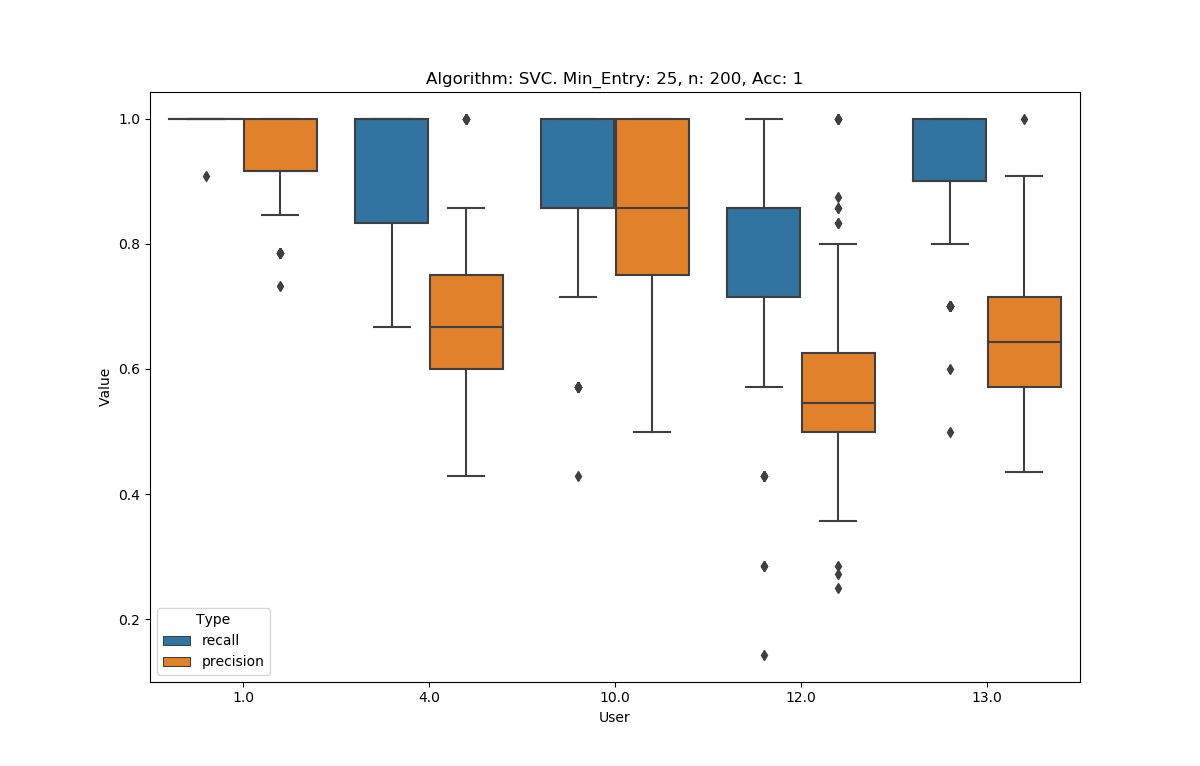 Algorithm: SVC. Min_Entry: 25, n: 200, Acc: 1
1.0
0.8
0.6
0.4
0.2
Value
Type
recall
precision
1.0 4.0 10.0 12.0 13.0
User